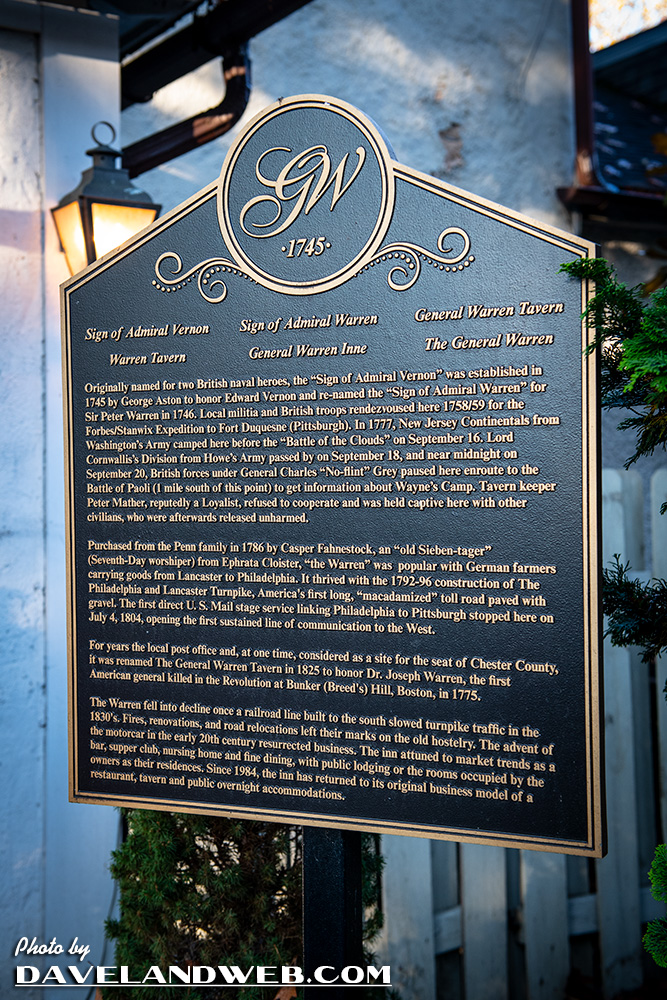 GW
·1745·
Sign of Admiral Vernon Sign of Admiral Warren General Warren Tavern
Warren Tavern General Warren Inne The General Warren
Originally named for two British naval heroes, the “Sign of Admiral Vernon” was established in
1745 by George Aston to honor Edward Vernon and re-named the “Sign of Admiral Warren” for
Sir Peter Warren in 1746. Local militia and British troops rendezvoused here 1758/59 for the
Forbes/Stanwix Expedition to Fort Duquesne (Pittsburgh). In 1777, New Jersey Continentals from
Washington's Army camped here before the “Battle of the Clouds” on September 16. Lord
Cornwallis's Division from Howe's Army passed by on September 18, and near midnight on
September 20, British forces under General Charles “No-flint” Grey paused here enroute to the
Battle of Paoli (1 mile south of this point) to get information about Wayne's Camp. Tavern keeper
Peter Mather, reputedly a Loyalist, refused to cooperate and was held captive here with other
civilians, who were afterwards released unharmed.
Purchased from the Penn family in 1786 by Casper Fahnestock, an “old Sieben-tager”
(Seventh-Day worshiper) from Ephrata Cloister, “the Warren” was popular with German farmers
carrying goods from Lancaster to Philadelphia. It thrived with the 1792-96 construction of The
Philadelphia and Lancaster Turnpike, America's first long, “macadamized” toll road paved with
gravel. The first direct U. S. Mail stage service linking Philadelphia to Pittsburgh stopped here on
July 4, 1804, opening the first sustained line of communication to the West.
For years the local post office and, at one time, considered as a site for the seat of Chester County,
it was renamed The General Warren Tavern in 1825 to honor Dr. Joseph Warren, the first
American general killed in the Revolution at Bunker (Breed's) Hill, Boston, in 1775.
The Warren fell into decline once a railroad line built to the south slowed turnpike traffic in the
1830's. Fires, renovations, and road relocations left their marks on the old hostelry. The advent of
the motorcar in the early 20th century resurrected business. The inn attuned to market trends as a
bar, supper club, nursing home and fine dining, with public lodging or the rooms occupied by the
owners as their residences. Since 1984, the inn has returned to its original business model of a
restaurant, tavern and public overnight accommodations.
Photo by
DAVELANDWEB.COM